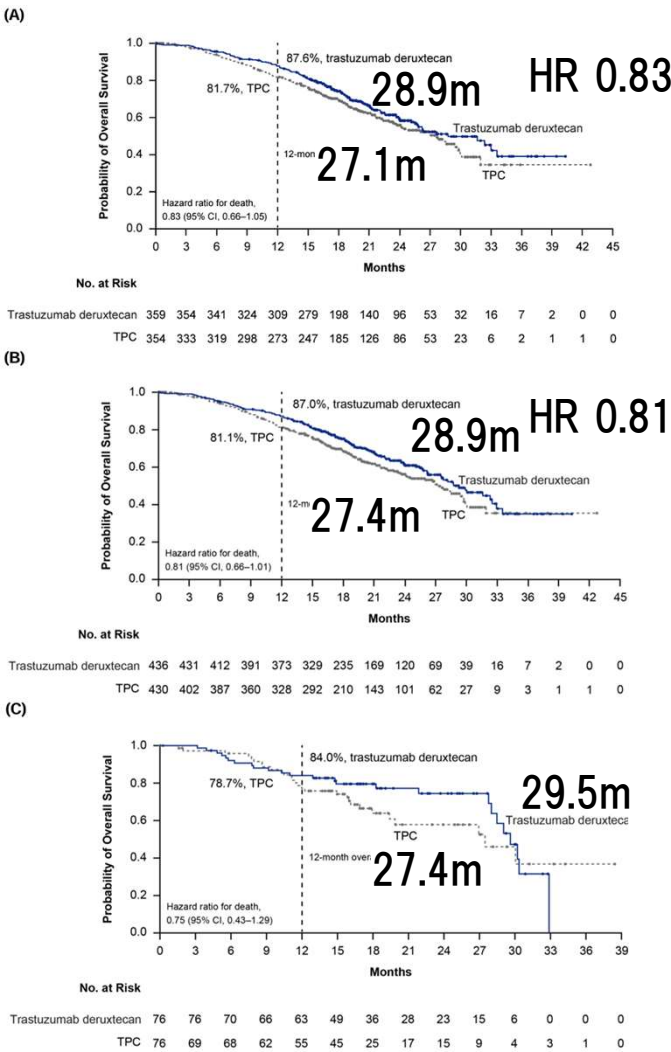 (A)
Probability of Overall Survival
1.0
0.8
0.6
0.4
0.2
0.0
87.6%, trastuzumab deruxtecan
81.7%, TPC
28.9m
HR 0.83
Trastuzumab deruxtecan
12-mon
27.1m
TPC
Hazard ratio for death,
0.83 (95% CI, 0.66–1.05)
0 3 6 9 12 15 18 21 24 27 30 33 36 39 42 45
Months
No. at Risk
Trastuzumab deruxtecan 359 354 341 324 309 279 198 140 96 53 32 16 7 2 0 0
TPC 354 333 319 298 273 247 185 126 86 53 23 6 2 1 1 0
(B)
Probability of Overall Survival
1.0
0.8
0.6
0.4
0.2
0.0
87.0%, trastuzumab deruxtecan
81.1%, TPC
28.9m
HR 0.81
Trastuzumab deruxtecan
12-m
27.4m
TPC
Hazard ratio for death,
0.81 (95% CI, 0.66–1.01)
0 3 6 9 12 15 18 21 24 27 30 33 36 39 42 45
Months
No. at Risk
Trastuzumab deruxtecan 436 431 412 391 373 329 235 169 120 69 39 16 7 2 0 0
TPC 430 402 387 360 328 292 210 143 101 62 27 9 3 1 1 0
(C)
Probability of Overall Survival
1.0
0.8
0.6
0.4
0.2
0.0
84.0%, trastuzumab deruxtecan
78.7%, TPC
29.5m
Trastuzumab deruxteca
TPC
12-month over
27.4m
Hazard ratio for death,
0.75 (95% CI, 0.43–1.29)
0 3 6 9 12 15 18 21 24 27 30 33 36 39
Months
No. at Risk
Trastuzumab deruxtecan 76 76 70 66 63 49 36 28 23 15 6 0 0 0
TPC 76 69 68 62 55 45 25 17 15 9 4 3 1 0